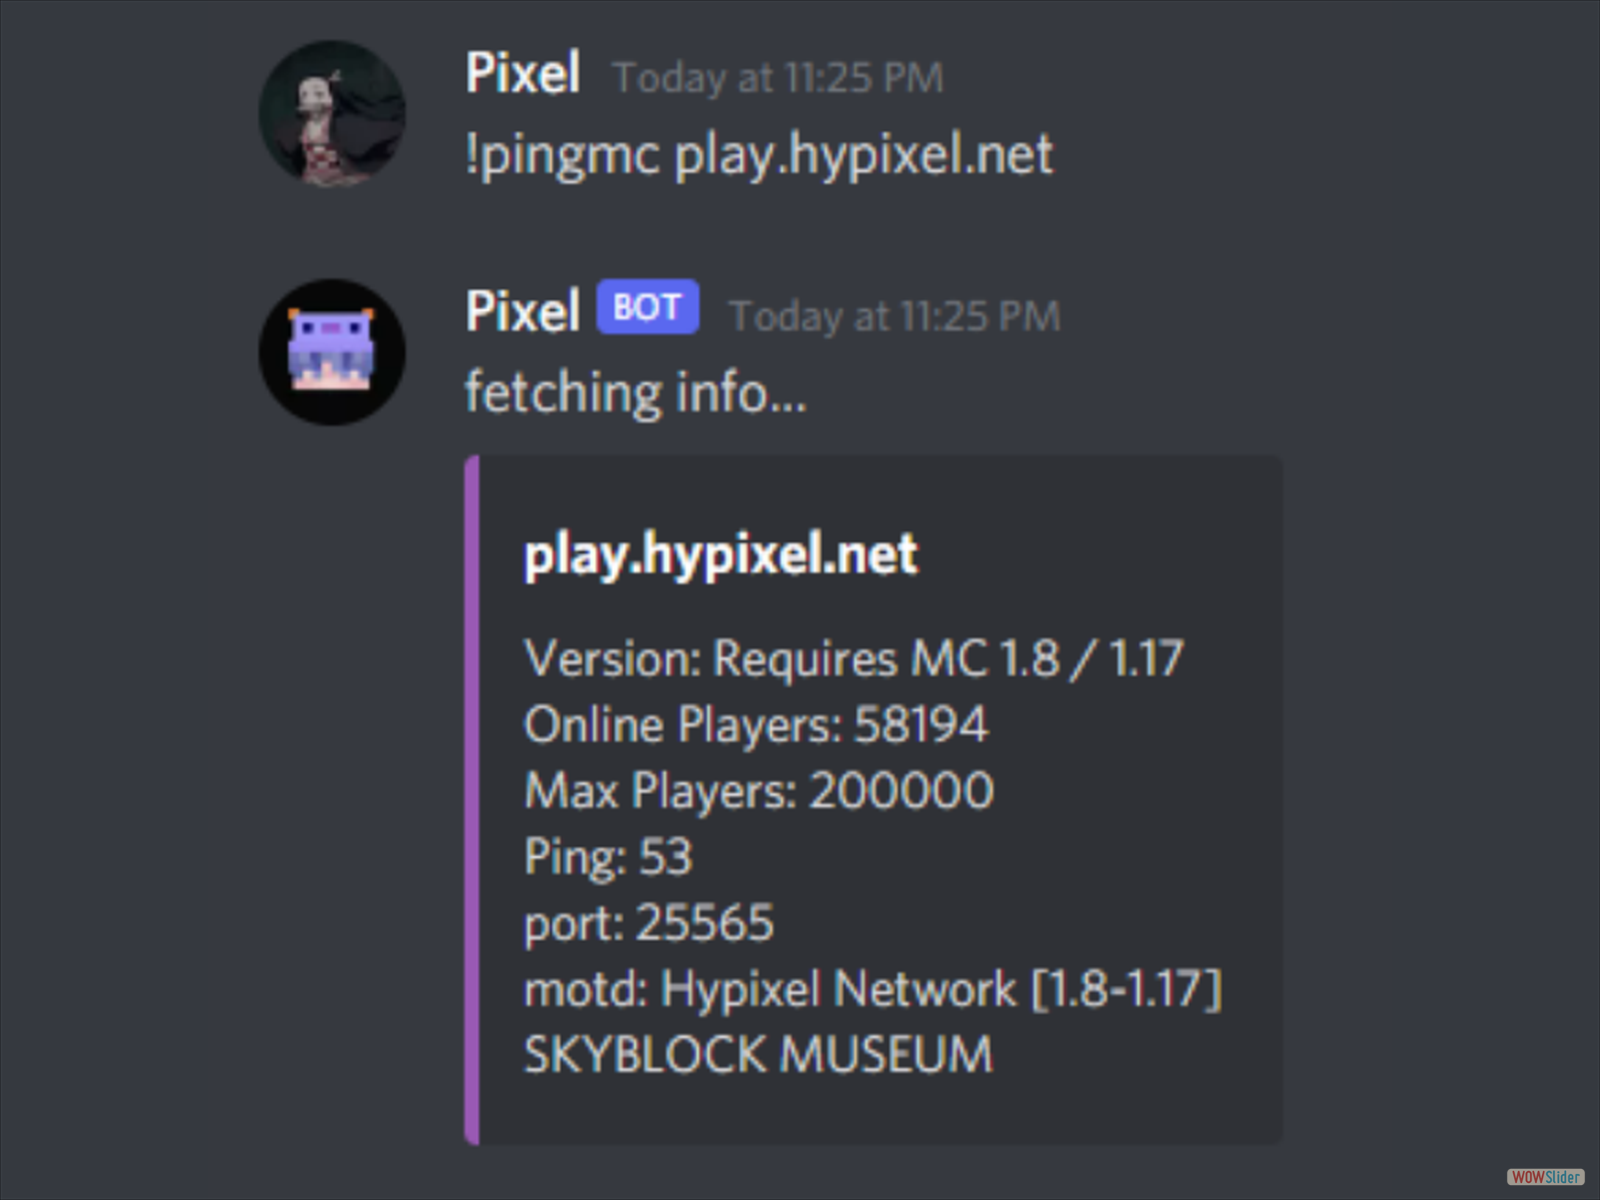 Pixel Today at 11:25 PM
!pingmc play.hypixel.net
Pixel BOT Today at 11:25 PM
fetching info...
play.hypixel.net
Version: Requires MC 1.8 / 1.17
Online Players: 58194
Max Players: 200000
Ping: 53
port: 25565
motd: Hypixel Network [1.8-1.17]
SKYBLOCK MUSEUM
WOWSlider